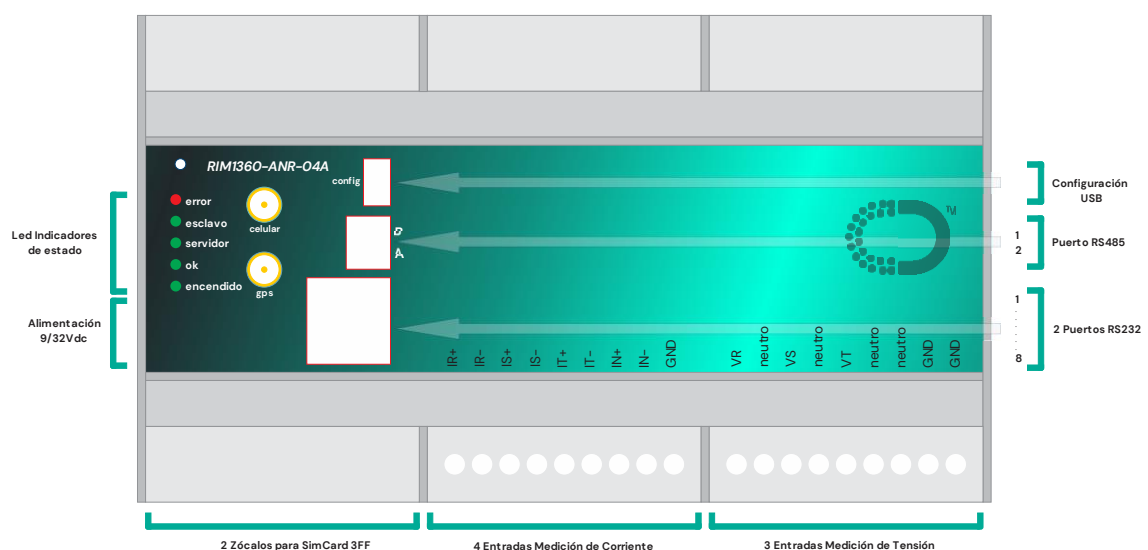 RIM1360-ANR-04A
config
error
esclavo
servidor
ok
encendido
celular
gps
B
A
TM
Led Indicadores
de estado
Alimentación
9/32Vdc
Configuración
USB
1
2
Puerto RS485
1
8
2 Puertos RS232
IR+
IR-
IS+
IS-
IT+
IT-
IN+
IN-
GND
VR
neutro
VS
neutro
VT
neutro
neutro
GND
GND
2 Zócalos para SimCard 3FF
4 Entradas Medición de Corriente
3 Entradas Medición de Tensión